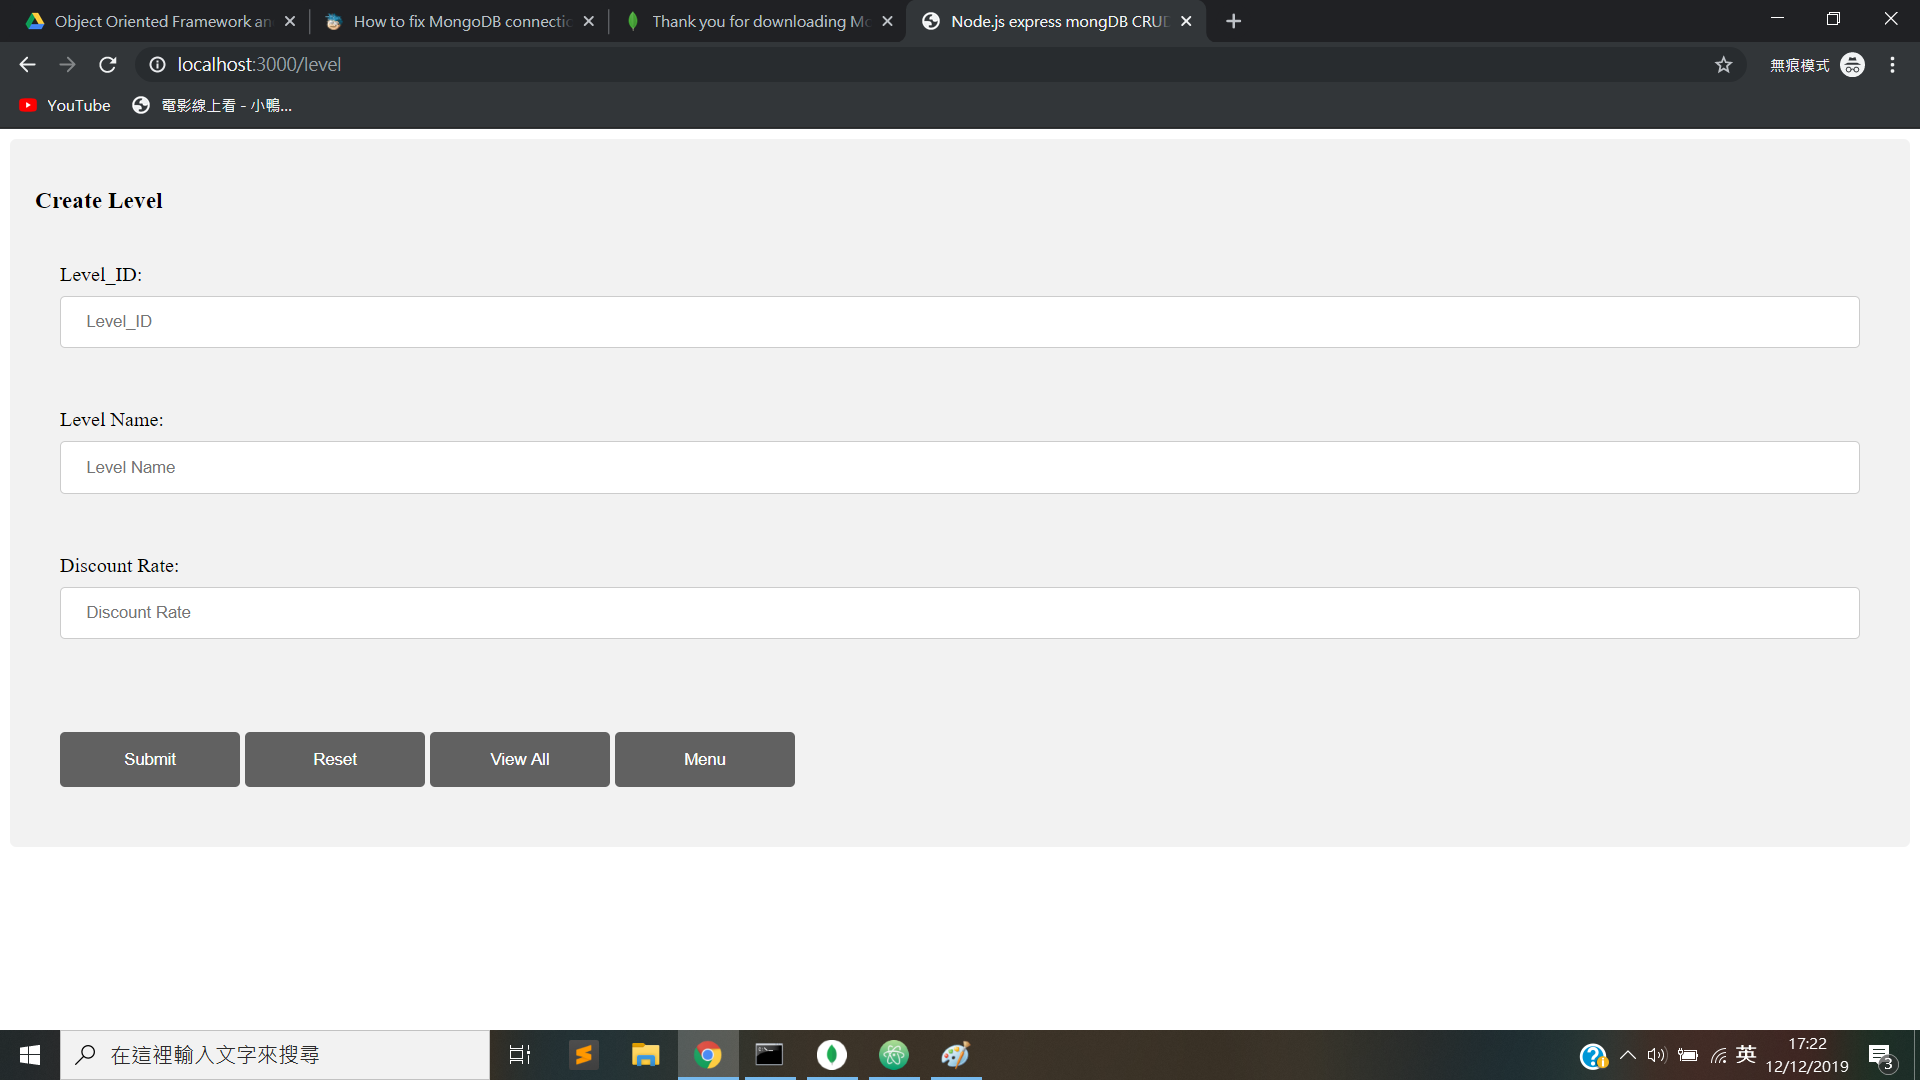 Object Oriented Framework an
How to fix MongoDB connectio
Thank you for downloading Mo
Node.js express mongDB CRUD
localhost:3000/level
無痕模式
YouTube
電影線上看 - 小鴨...
Create Level
Level_ID:
Level_ID
Level Name:
Level Name
Discount Rate:
Discount Rate
Submit Reset View All Menu
在這裡輸入文字來搜尋
英
17:22
12/12/2019
3